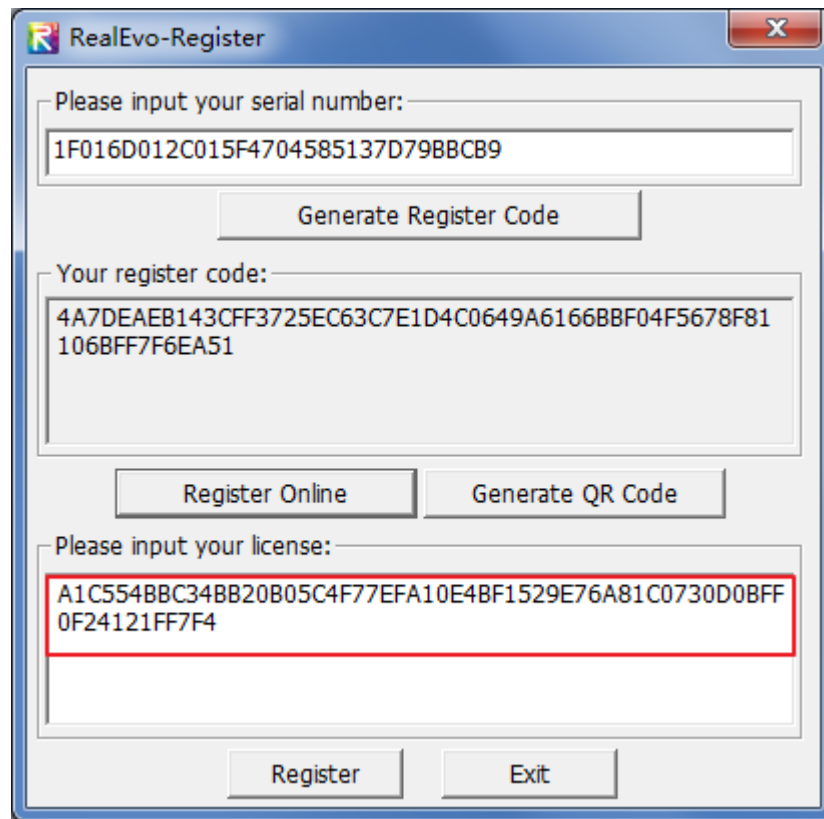 RealEvo-Register
Please input your serial number:
1F016D012C015F4704585137D79BBCB9
Generate Register Code
Your register code:
4A7DEAEB143CFF3725EC63C7E1D4C0649A6166BBF04F5678F81
106BFF7F6EA51
Register Online
Generate QR Code
Please input your license:
A1C554BBC34BB20B05C4F77EFA10E4BF1529E76A81C0730D0BFF
0F24121FF7F4
Register
Exit